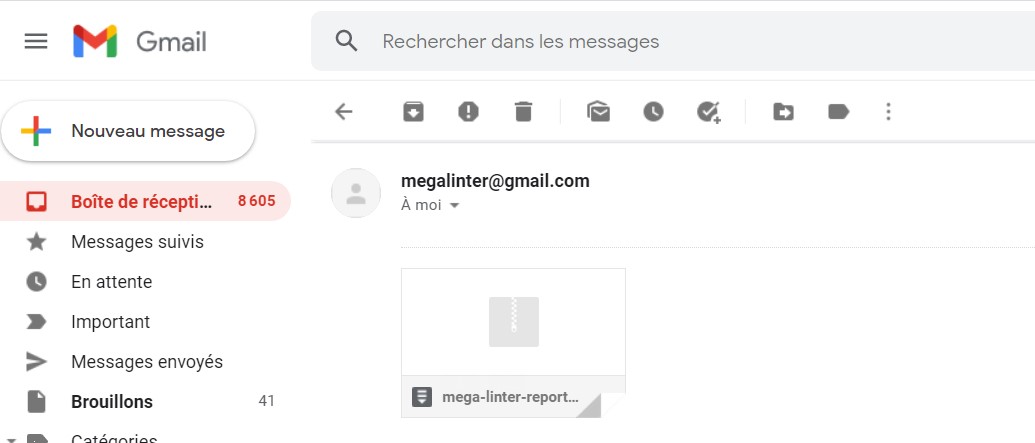 Gmail
Rechercher dans les messages
Nouveau message
Boîte de récepti... 8 605
Messages suivis
En attente
Important
Messages envoyés
Brouillons 41
Catégories
megalinter@gmail.com
À moi
mega-linter-report...